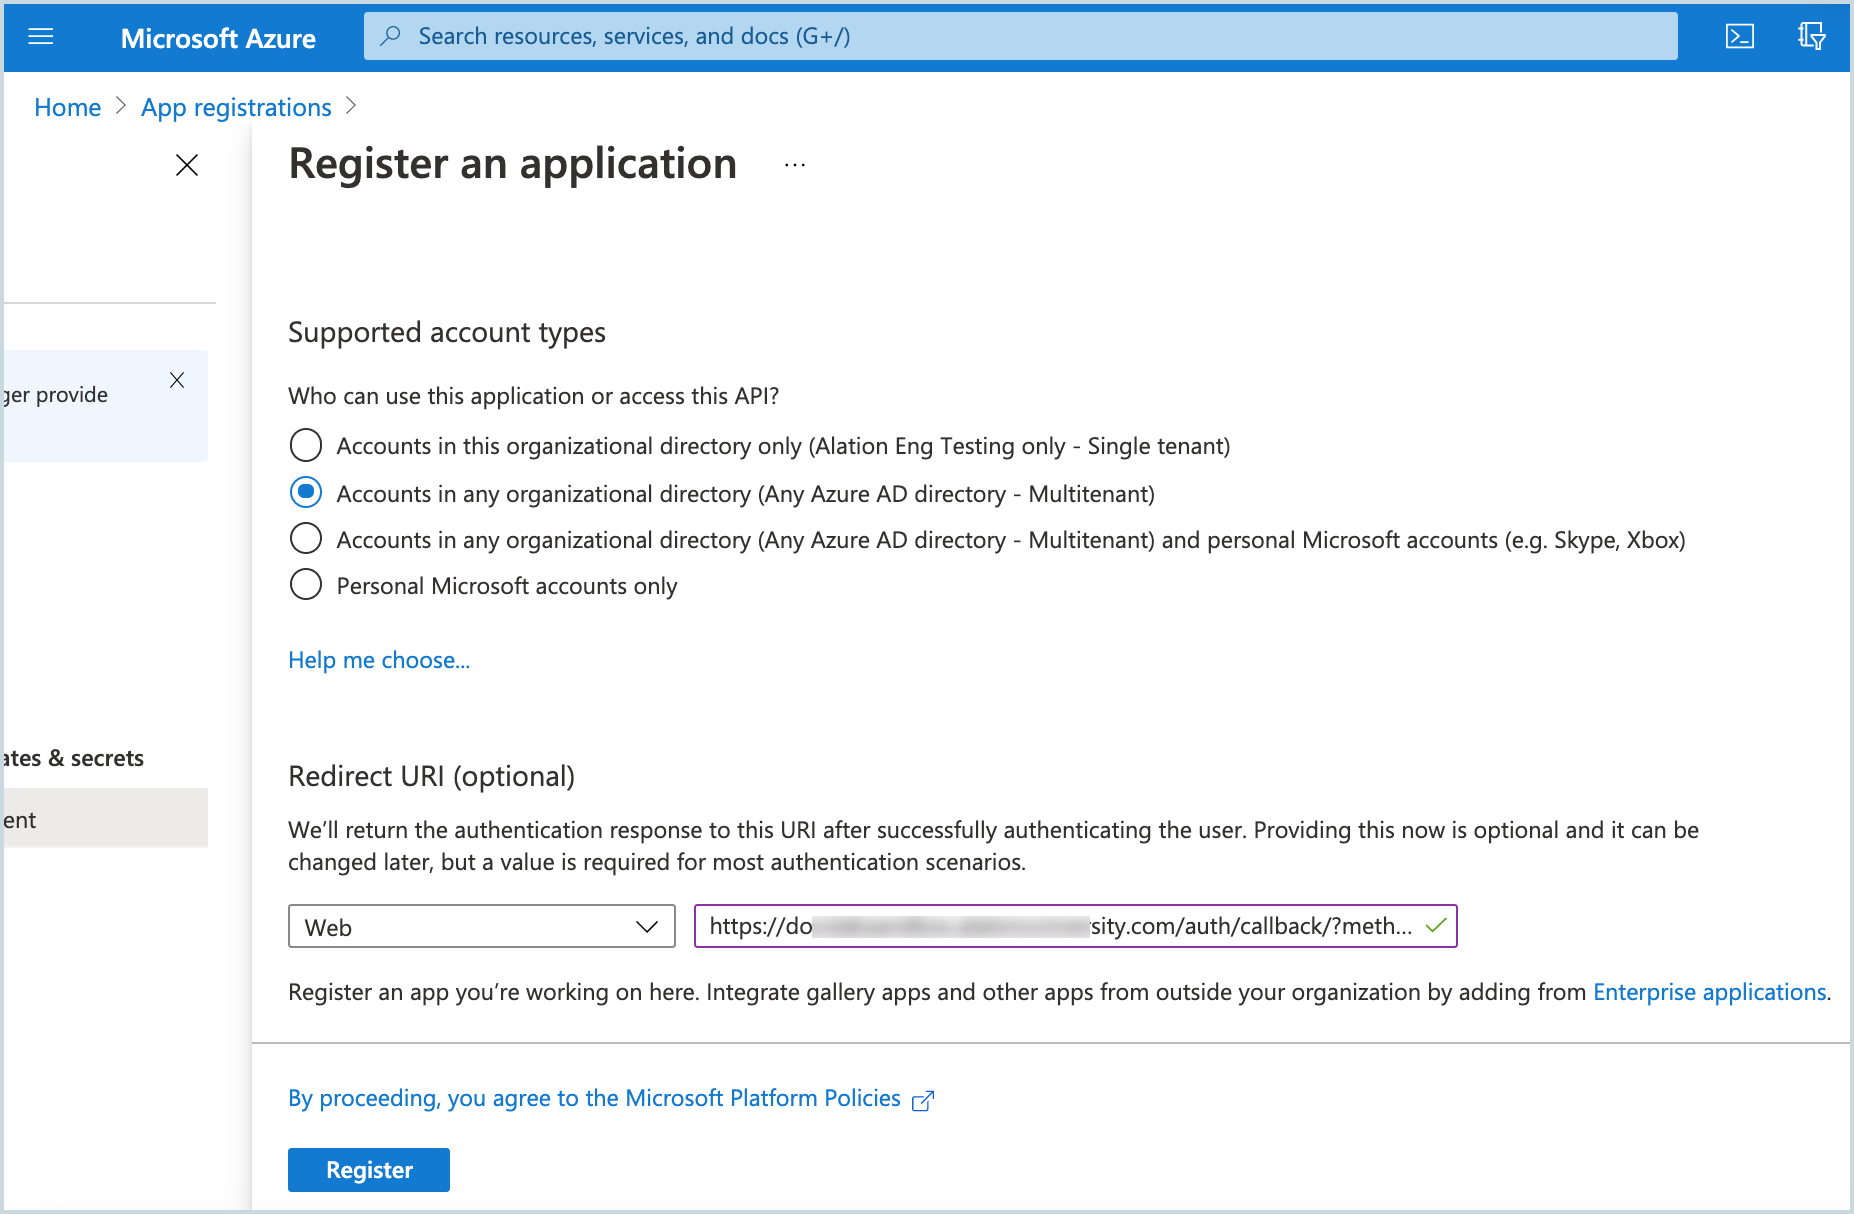 Microsoft Azure
Search resources, services, and docs (G+/)
Home > App registrations >
Register an application ...
Supported account types
ger provide
Who can use this application or access this API?
Accounts in this organizational directory only (Alation Eng Testing only - Single tenant)
Accounts in any organizational directory (Any Azure AD directory - Multitenant)
Accounts in any organizational directory (Any Azure AD directory - Multitenant) and personal Microsoft accounts (e.g. Skype, Xbox)
Personal Microsoft accounts only
Help me choose...
ates & secrets
ent
Redirect URI (optional)
We’ll return the authentication response to this URI after successfully authenticating the user. Providing this now is optional and it can be
changed later, but a value is required for most authentication scenarios.
Web
https://do sity.com/auth/callback/?meth...
Register an app you’re working on here. Integrate gallery apps and other apps from outside your organization by adding from Enterprise applications.
By proceeding, you agree to the Microsoft Platform Policies
Register